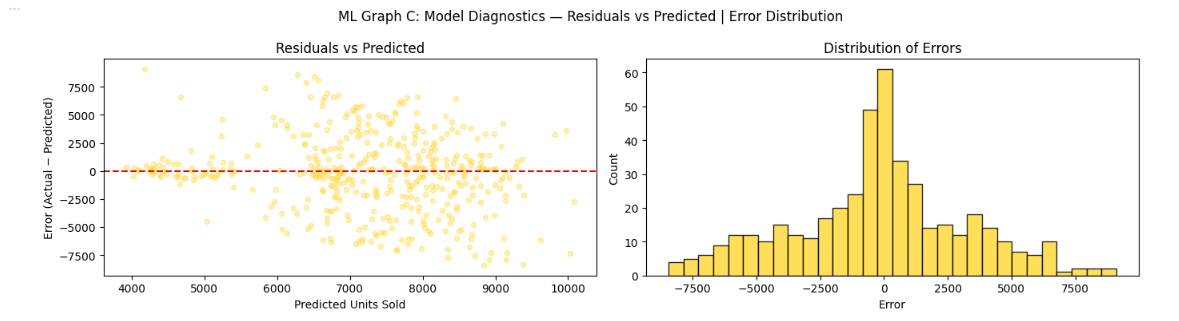 ML Graph C: Model Diagnostics — Residuals vs Predicted | Error Distribution
Residuals vs Predicted
Error (Actual − Predicted)
7500
5000
2500
0
−2500
−5000
−7500
4000 5000 6000 7000 8000 9000 10000
Predicted Units Sold
Distribution of Errors
Count
60
50
40
30
20
10
0
−7500 −5000 −2500 0 2500 5000 7500
Error